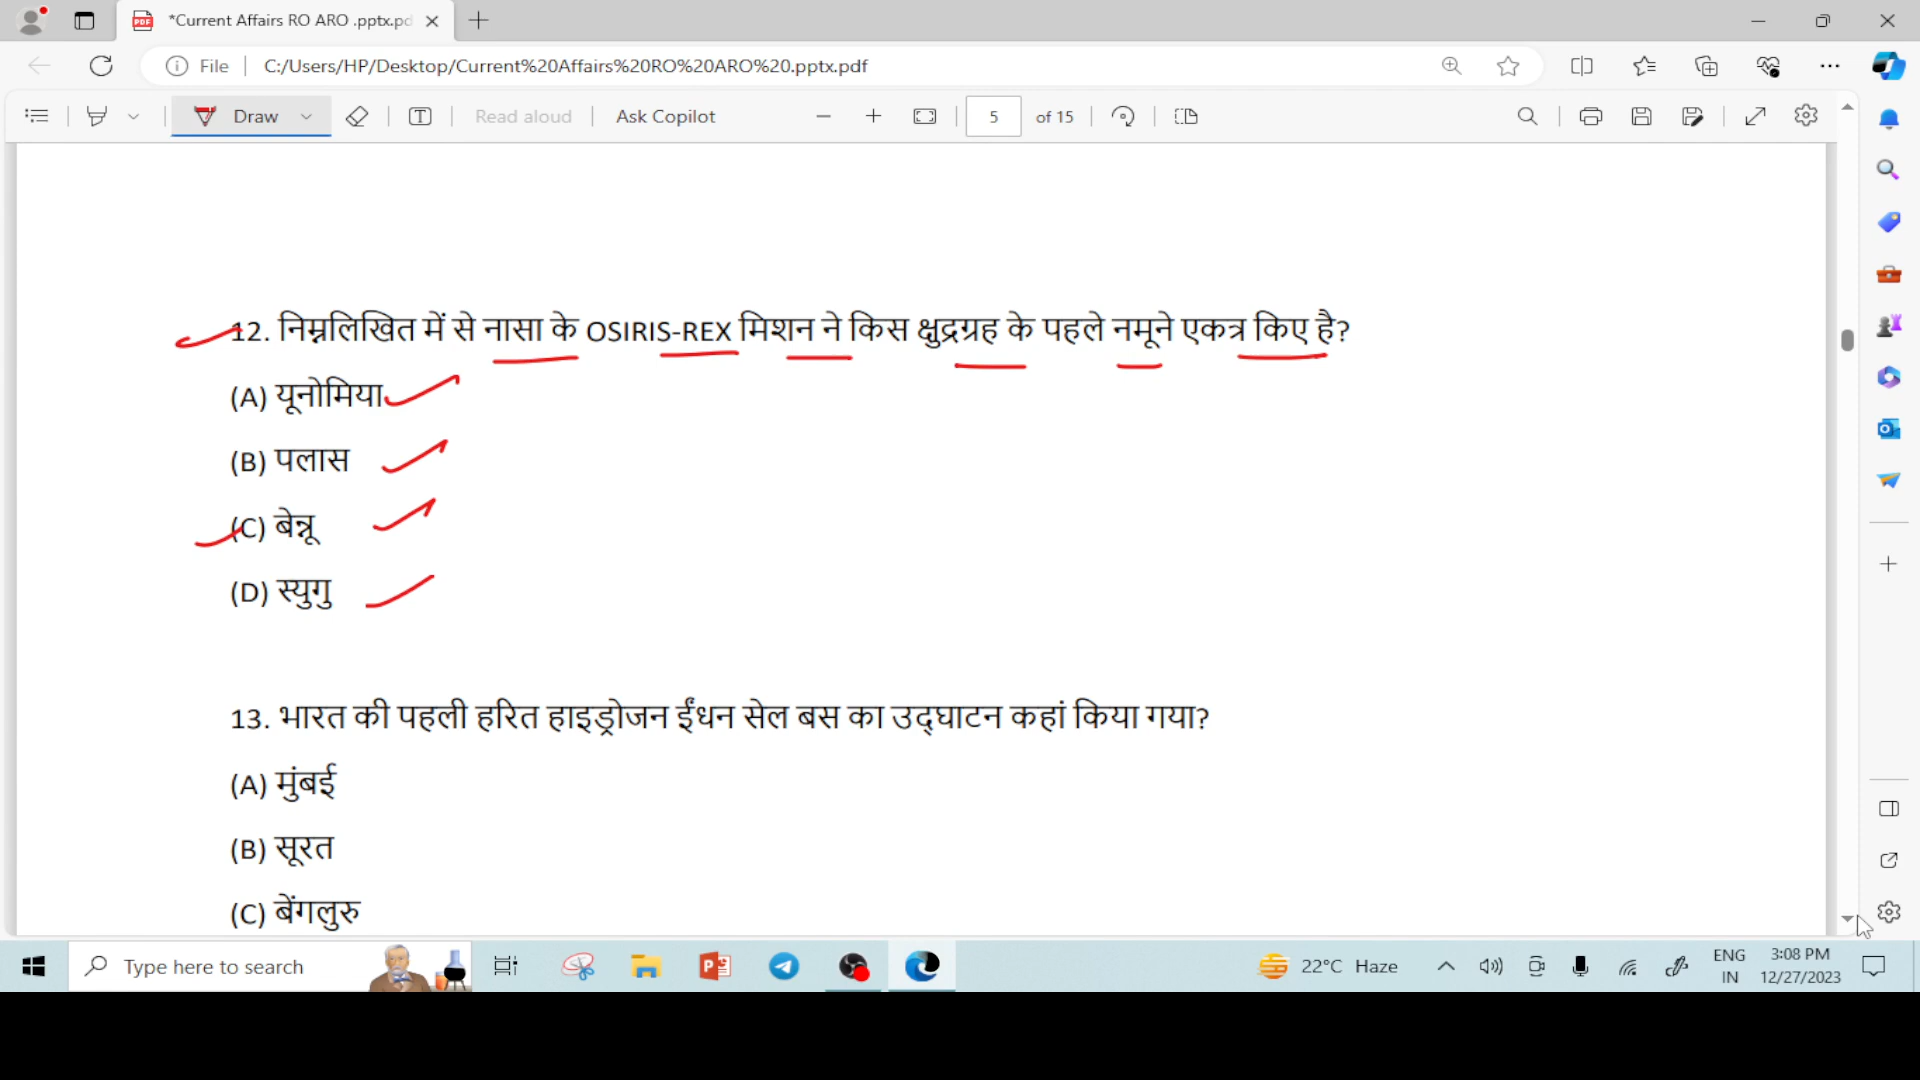 *Current Affairs RO ARO .pptx.pd
File
C:/Users/HP/Desktop/Current%20Affairs%20RO%20ARO%20.pptx.pdf
Draw
Read aloud
Ask Copilot
5 of 15
12. निम्नलिखित में से नासा के OSIRIS-REX मिशन ने किस क्षुद्रग्रह के पहले नमूने एकत्र किए है?
(A) यूनोमिया
(B) पलास
(C) बेन्नू
(D) स्युगु
13. भारत की पहली हरित हाइड्रोजन ईंधन सेल बस का उद्घाटन कहां किया गया?
(A) मुंबई
(B) सूरत
(C) बेंगलुरु
Type here to search
22°C Haze
ENG
IN
3:08 PM
12/27/2023